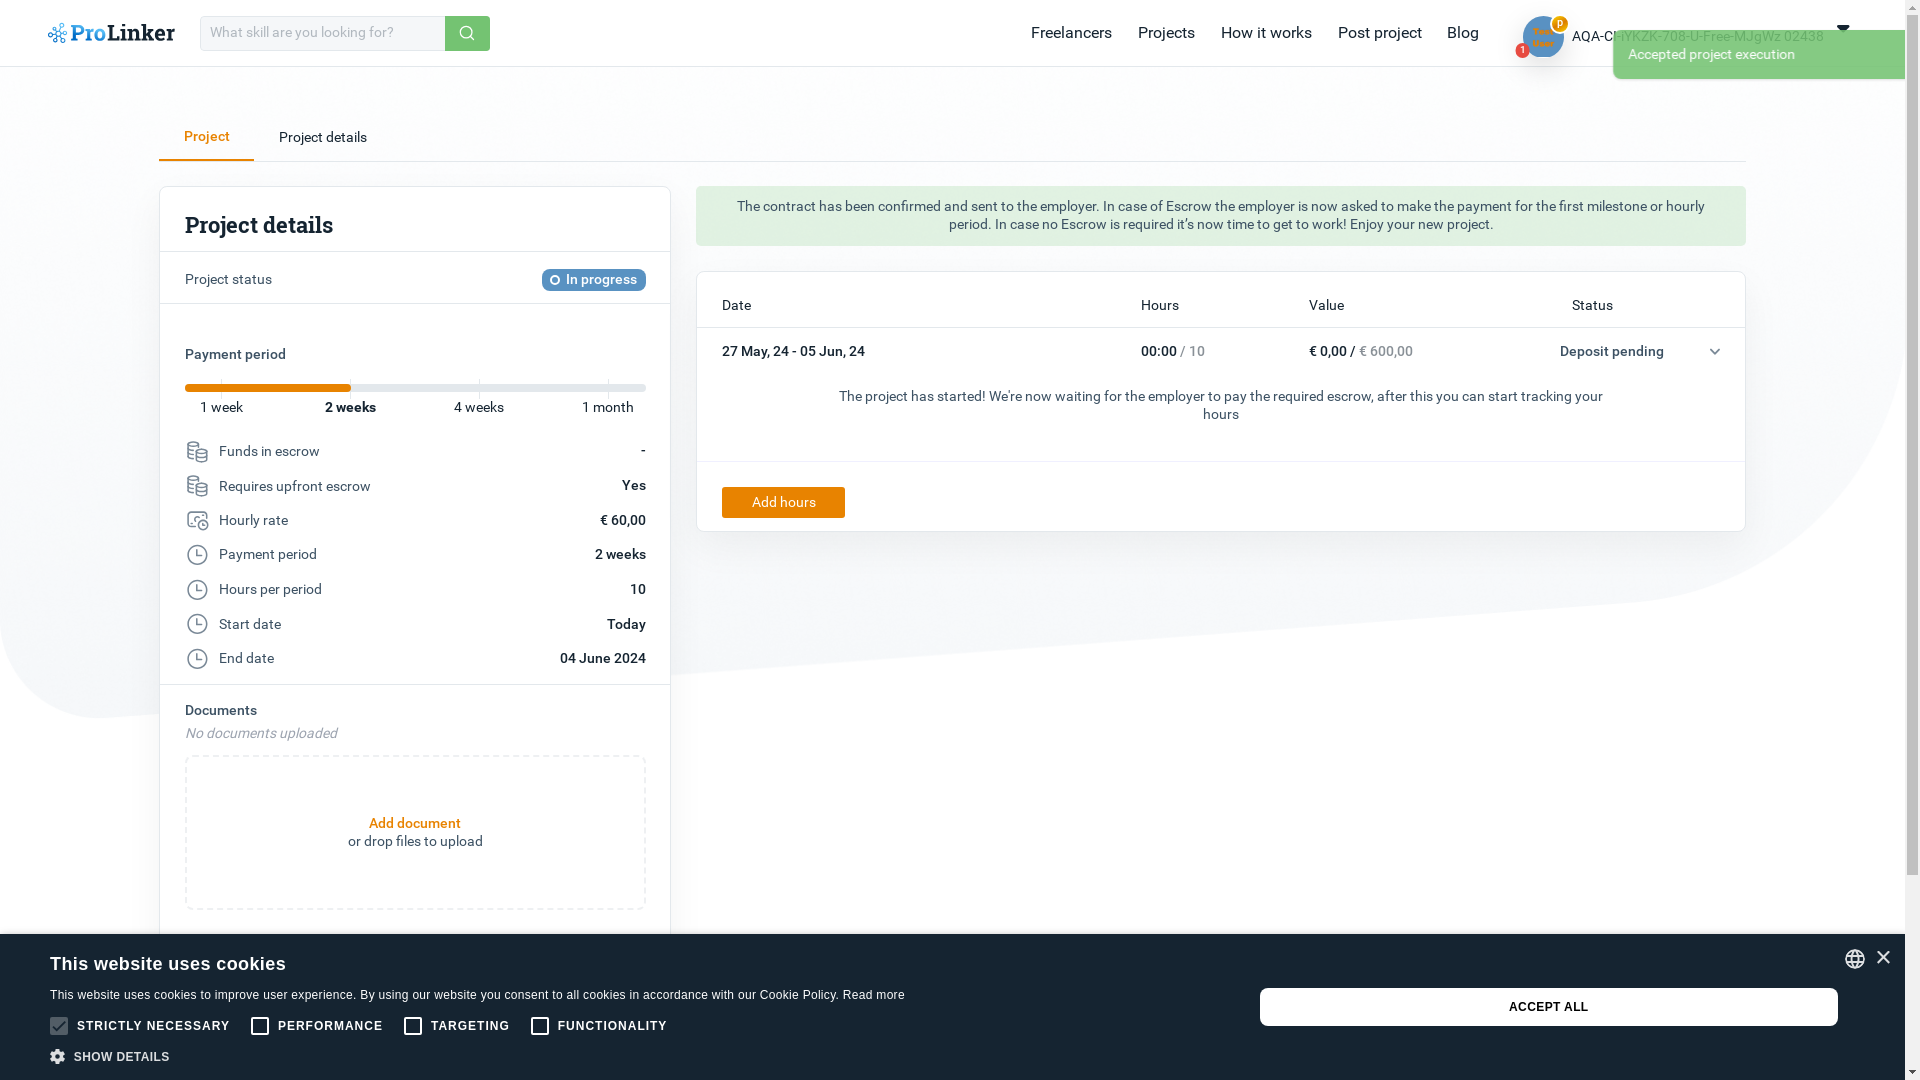 ProLinker
What skill are you looking for?
Freelancers
Projects
How it works
Post project
Blog
p
1
AQA-CHYKZK-708-U-Free-MJgWz 02438
Accepted project execution
Project
Project details
Project details
Project status
In progress
Payment period
1 week
2 weeks
4 weeks
1 month
Funds in escrow
-
Requires upfront escrow
Yes
Hourly rate
€ 60,00
Payment period
2 weeks
Hours per period
10
Start date
Today
End date
04 June 2024
Documents
No documents uploaded
Add document
or drop files to upload
The contract has been confirmed and sent to the employer. In case of Escrow the employer is now asked to make the payment for the first milestone or hourly
period. In case no Escrow is required it’s now time to get to work! Enjoy your new project.
Date
Hours
Value
Status
27 May, 24 - 05 Jun, 24
00:00 / 10
€ 0,00 / € 600,00
Deposit pending
The project has started! We're now waiting for the employer to pay the required escrow, after this you can start tracking your
hours
Add hours
This website uses cookies
This website uses cookies to improve user experience. By using our website you consent to all cookies in accordance with our Cookie Policy. Read more
STRICTLY NECESSARY
PERFORMANCE
TARGETING
FUNCTIONALITY
SHOW DETAILS
ACCEPT ALL